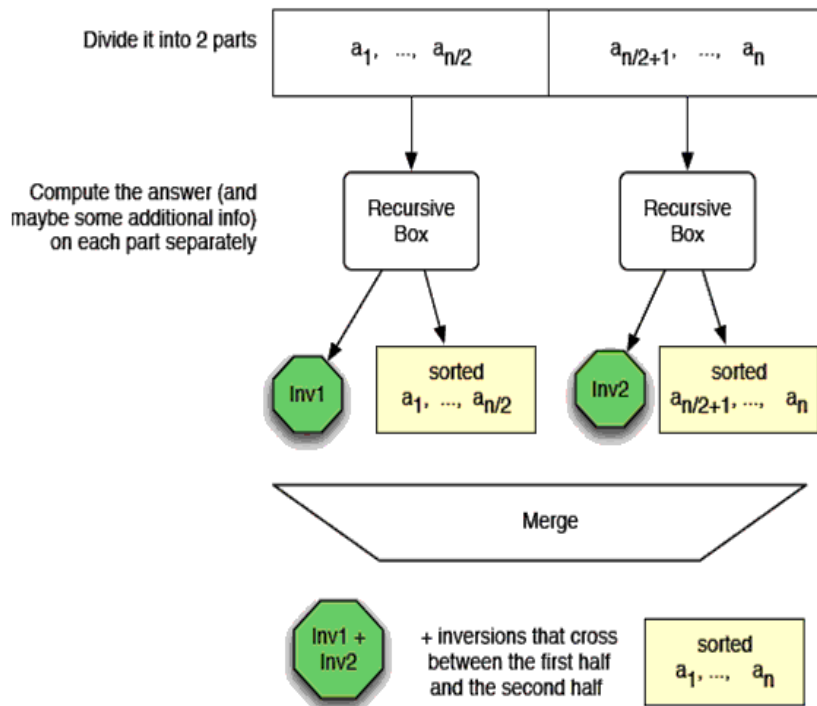 Divide it into 2 parts
a1, ..., an/2
an/2+1, ..., an
Compute the answer (and
maybe some additional info)
on each part separately
Recursive
Box
Recursive
Box
Inv1
sorted
a1, ..., an/2
Inv2
sorted
an/2+1, ..., an
Merge
Inv1 +
Inv2
+ inversions that cross
between the first half
and the second half
sorted
a1, ..., an